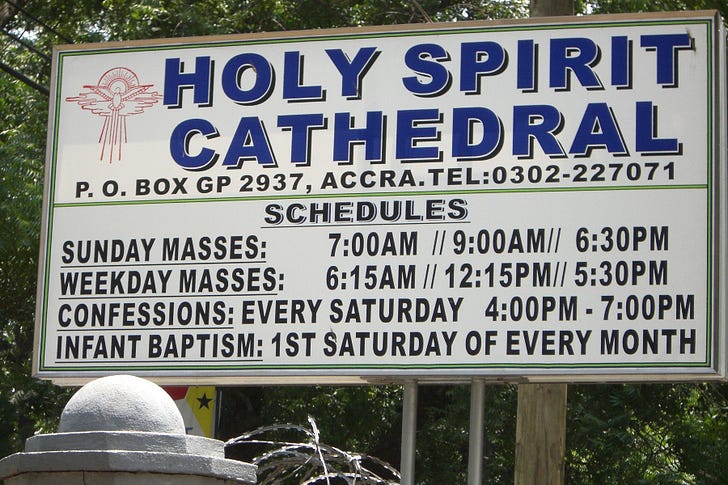 HOLY SPIRIT
CATHEDRAL
P. O. BOX GP 2937, ACCRA.TEL:0302-227071
SCHEDULES
SUNDAY MASSES: 7:00AM // 9:00AM// 6:30PM
WEEKDAY MASSES: 6:15AM // 12:15PM// 5:30PM
CONFESSIONS: EVERY SATURDAY 4:00PM - 7:00PM
INFANT BAPTISM: 1ST SATURDAY OF EVERY MONTH